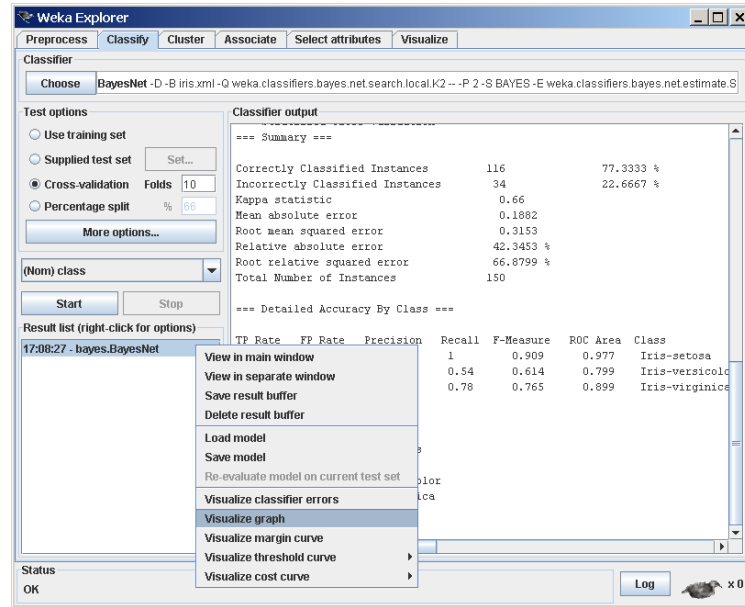 Weka Explorer
Preprocess Classify Cluster Associate Select attributes Visualize
Classifier
Choose BayesNet -D -B iris.xml -Q weka.classifiers.bayes.net.search.local.K2 -- -P 2 -S BAYES -E weka.classifiers.bayes.net.estimate.S
Test options
Use training set
Supplied test set Set...
Cross-validation Folds 10
Percentage split % 66
More options...
(Nom) class
Start Stop
Result list (right-click for options)
17:08:27 - bayes.BayesNet
Classifier output
=== Summary ===
Correctly Classified Instances 116 77.3333 %
Incorrectly Classified Instances 34 22.6667 %
Kappa statistic 0.66
Mean absolute error 0.1882
Root mean squared error 0.3153
Relative absolute error 42.3453 %
Root relative squared error 66.8799 %
Total Number of Instances 150
=== Detailed Accuracy By Class ===
TP Rate FP Rate Precision Recall F-Measure ROC Area Class
1 0.909 0.977 Iris-setosa
0.54 0.614 0.799 Iris-versicolo
0.78 0.765 0.899 Iris-virginica
olor
ica
View in main window
View in separate window
Save result buffer
Delete result buffer
Load model
Save model
Re-evaluate model on current test set
Visualize classifier errors
Visualize graph
Visualize margin curve
Visualize threshold curve
Visualize cost curve
Status
OK
Log x 0